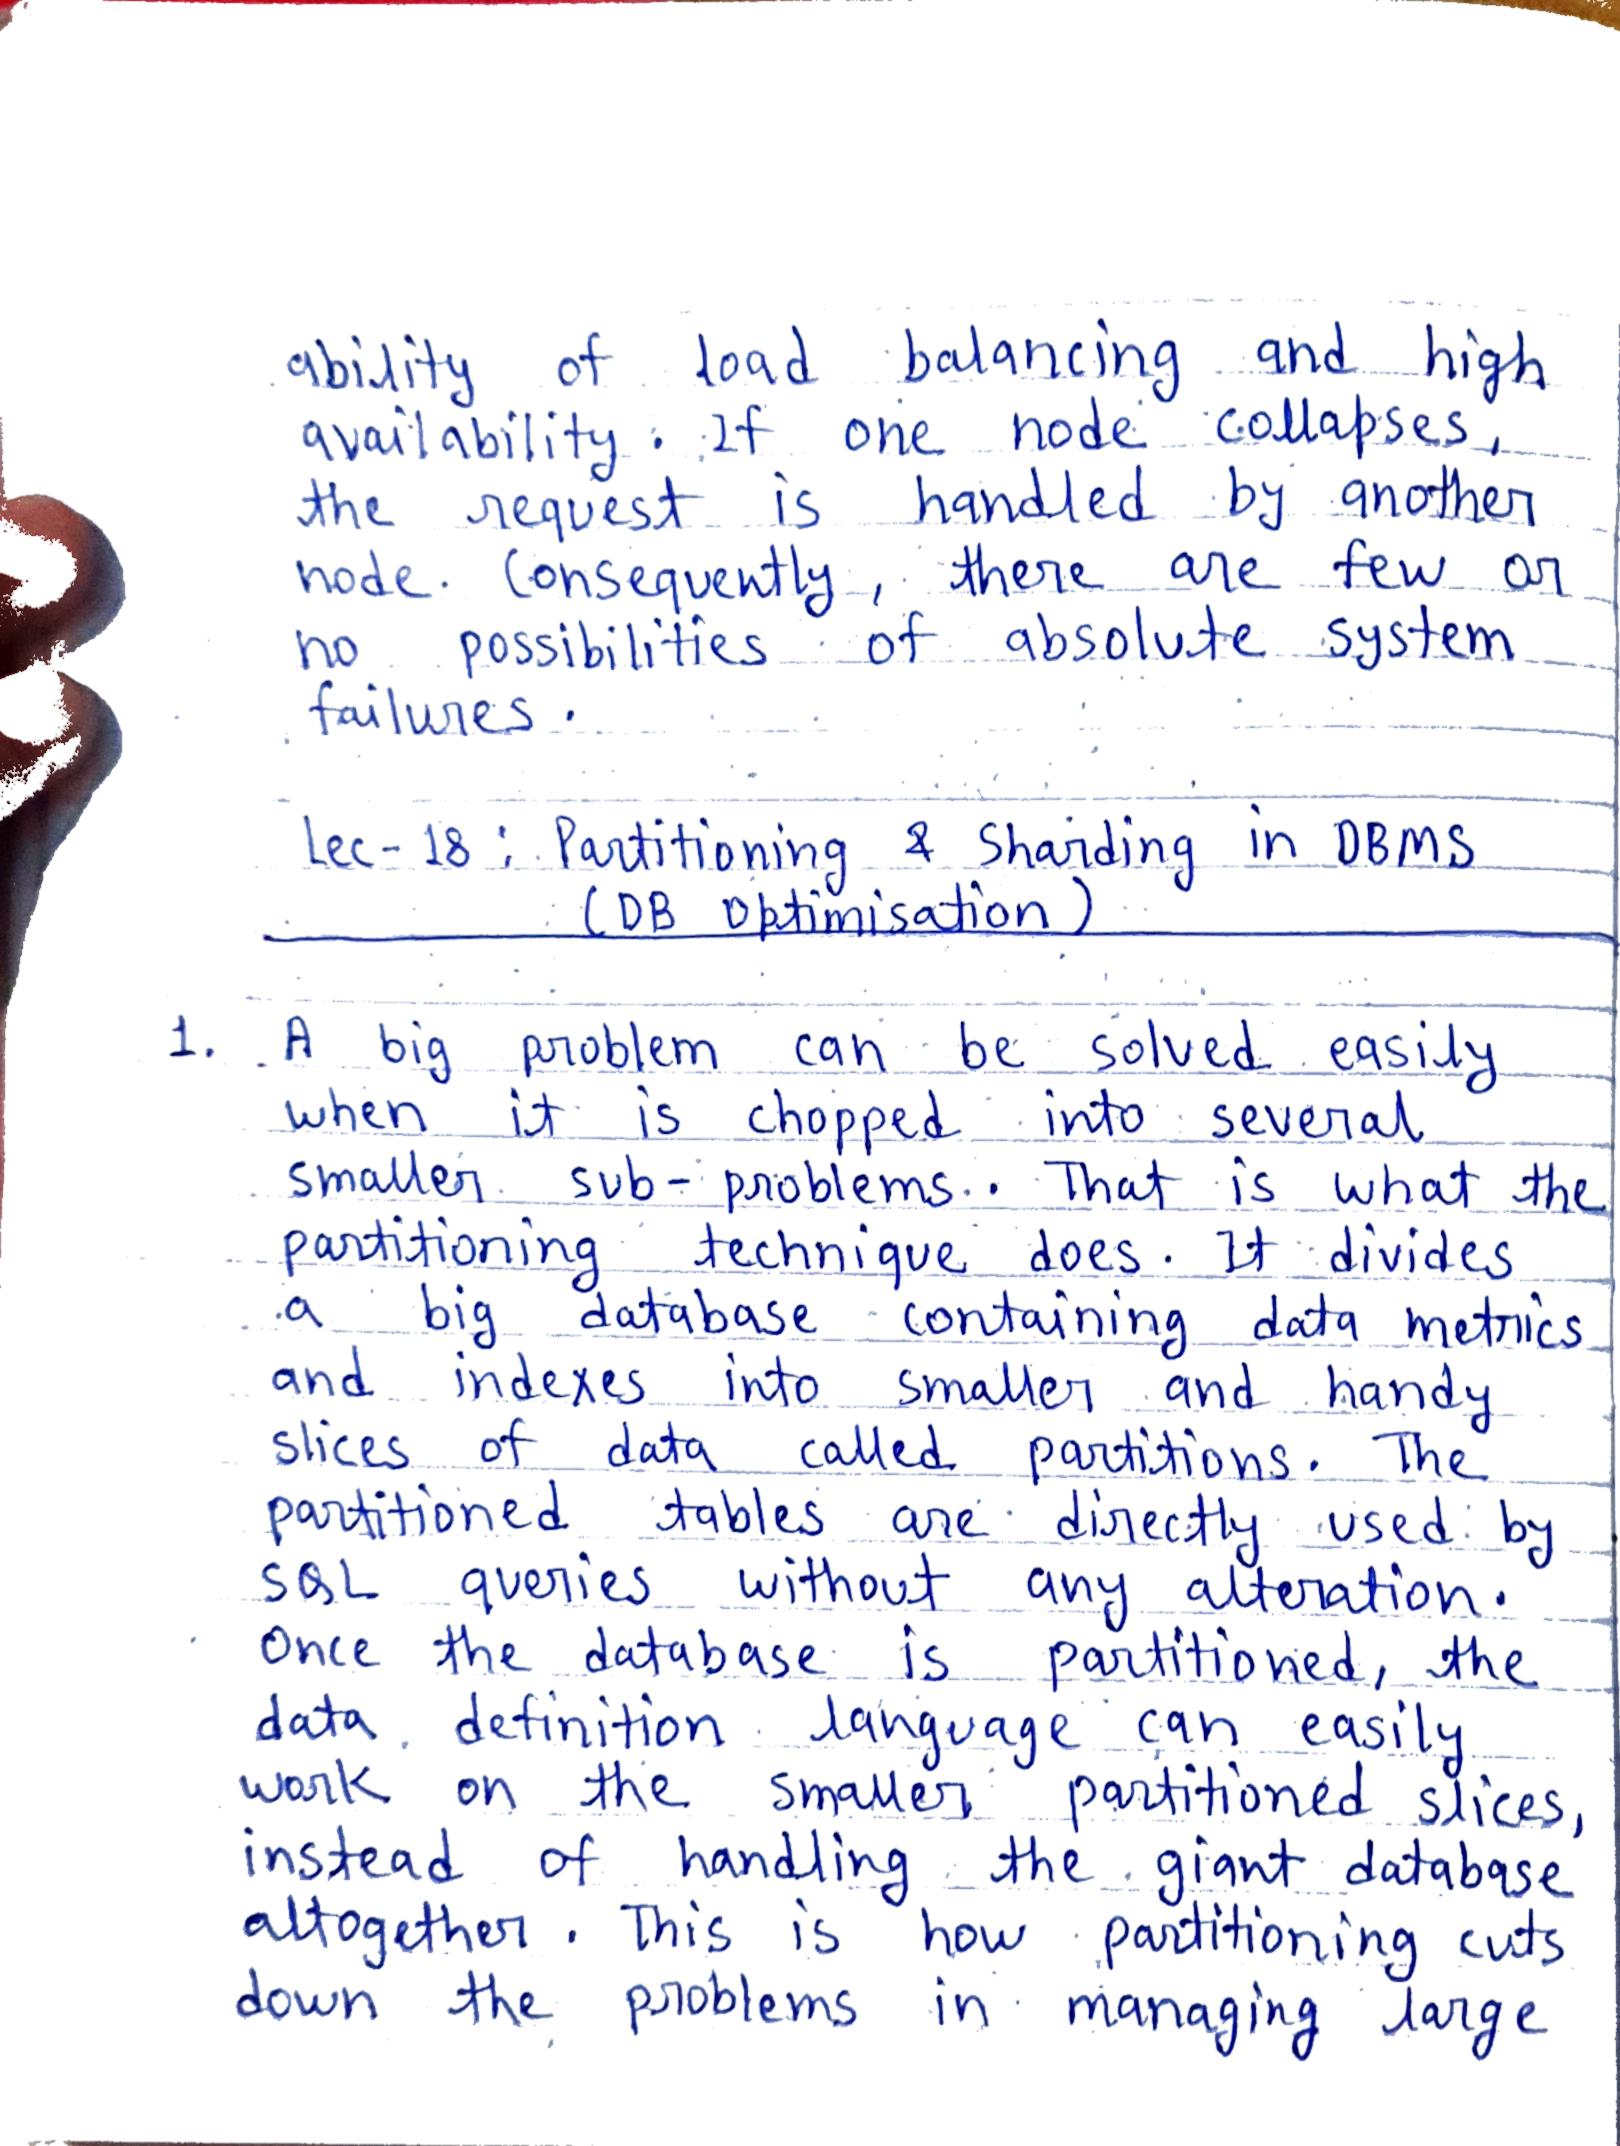 ability of load balancing and high
availability. If one node collapses,
the request is handled by another
node. Consequently, there are few or
no possibilities of absolute system
failures.
Lec-18: Partitioning & Sharding in DBMS
(DB Optimisation)
1. A big problem can be solved easily
when it is chopped into several
smaller sub-problems. That is what the
partitioning technique does. It divides
a big database containing data metrics
and indexes into smaller and handy
slices of data called partitions. The
partitioned tables are directly used by
SQL queries without any alteration.
Once the database is partitioned, the
data definition language can easily
work on the smaller partitioned slices,
instead of handling the giant database
altogether. This is how partitioning cuts
down the problems in managing large